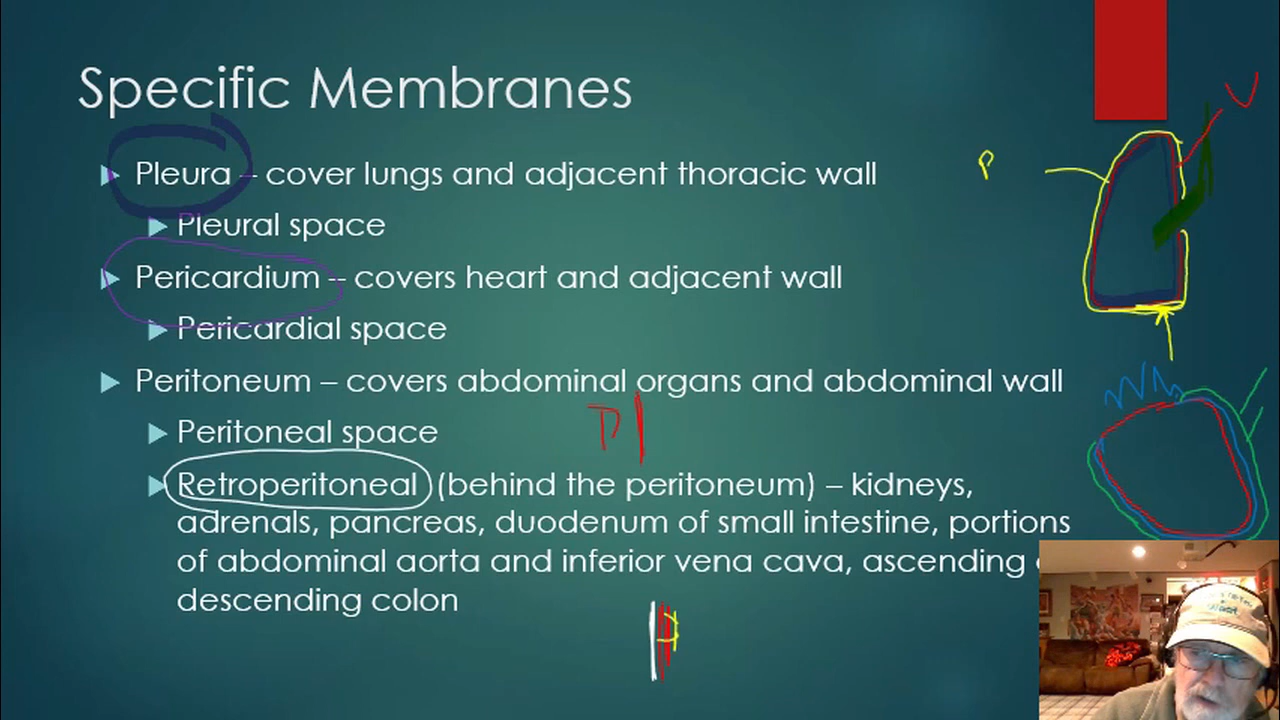 Specific Membranes
Pleura – cover lungs and adjacent thoracic wall
Pleural space
Pericardium -- covers heart and adjacent wall
Pericardial space
Peritoneum – covers abdominal organs and abdominal wall
Peritoneal space
Retroperitoneal (behind the peritoneum) – kidneys,
adrenals, pancreas, duodenum of small intestine, portions
of abdominal aorta and inferior vena cava, ascending
descending colon
P
V